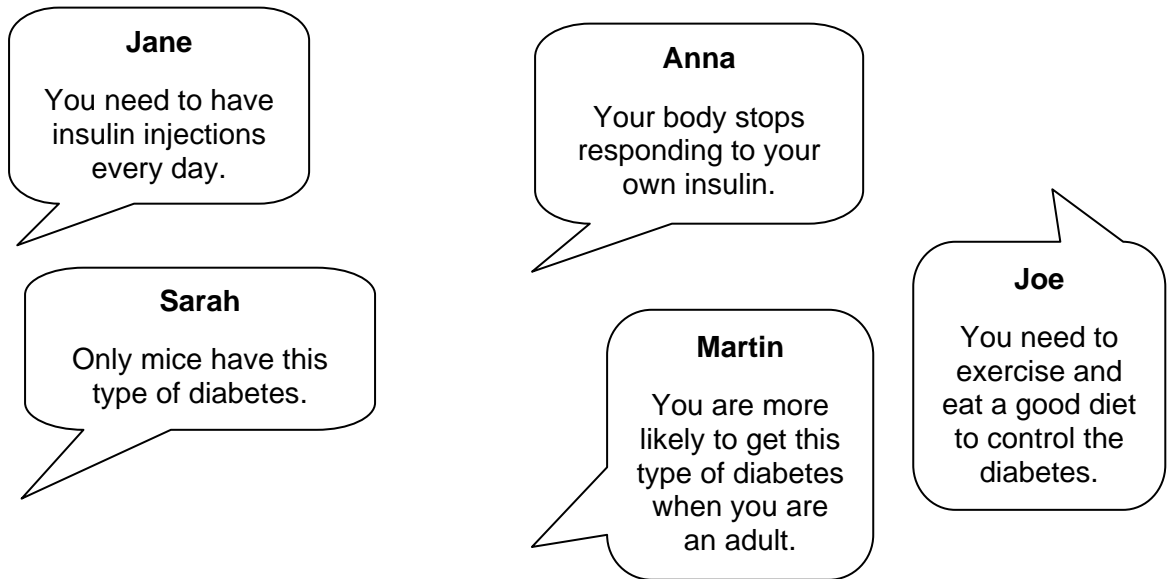 Jane
You need to have
insulin injections
every day.
Anna
Your body stops
responding to your
own insulin.
Sarah
Only mice have this
type of diabetes.
Martin
You are more
likely to get this
type of diabetes
when you are
an adult.
Joe
You need to
exercise and
eat a good diet
to control the
diabetes.